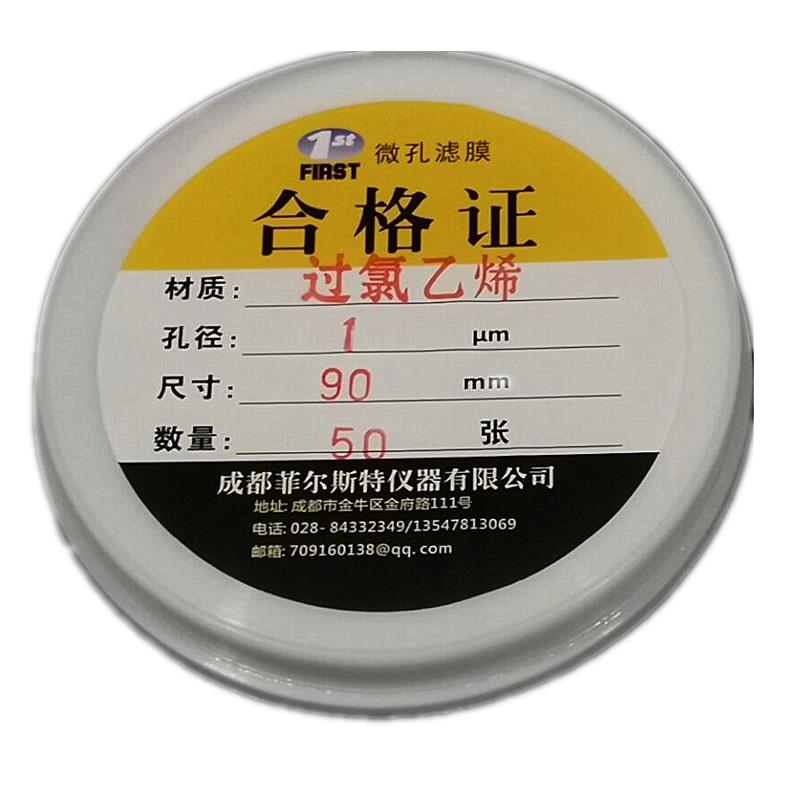 1st
FIRST 微孔滤膜
合格证
材质: 过氯乙烯
孔径: 1 μm
尺寸: 90 mm
数量: 50 张
成都菲尔斯特仪器有限公司
地址: 成都市金牛区金府路111号
电话: 028- 84332349/13547813069
邮箱: 709160138@qq.com